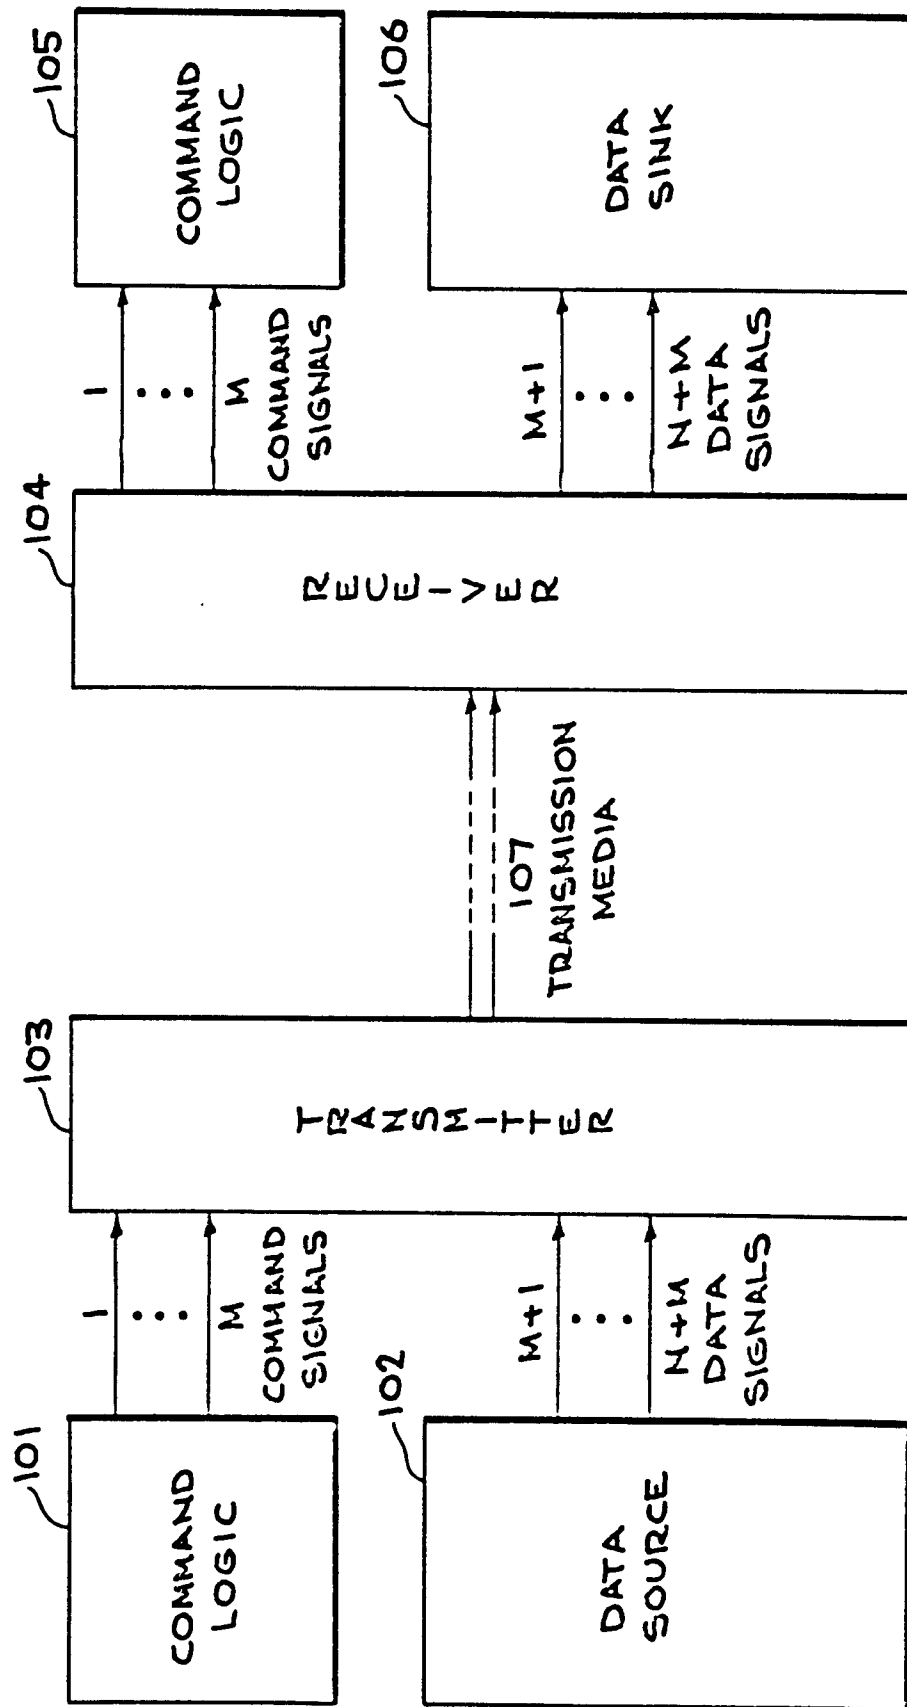 101
COMMAND
LOGIC
1
M
COMMAND
SIGNALS
102
DATA
SOURCE
M+1
N+M
DATA
SIGNALS
103
TRANSMITTER
107
TRANSMISSION
MEDIA
104
RECEIVER
1
M
COMMAND
SIGNALS
M+1
N+M
DATA
SIGNALS
105
COMMAND
LOGIC
106
DATA
SINK